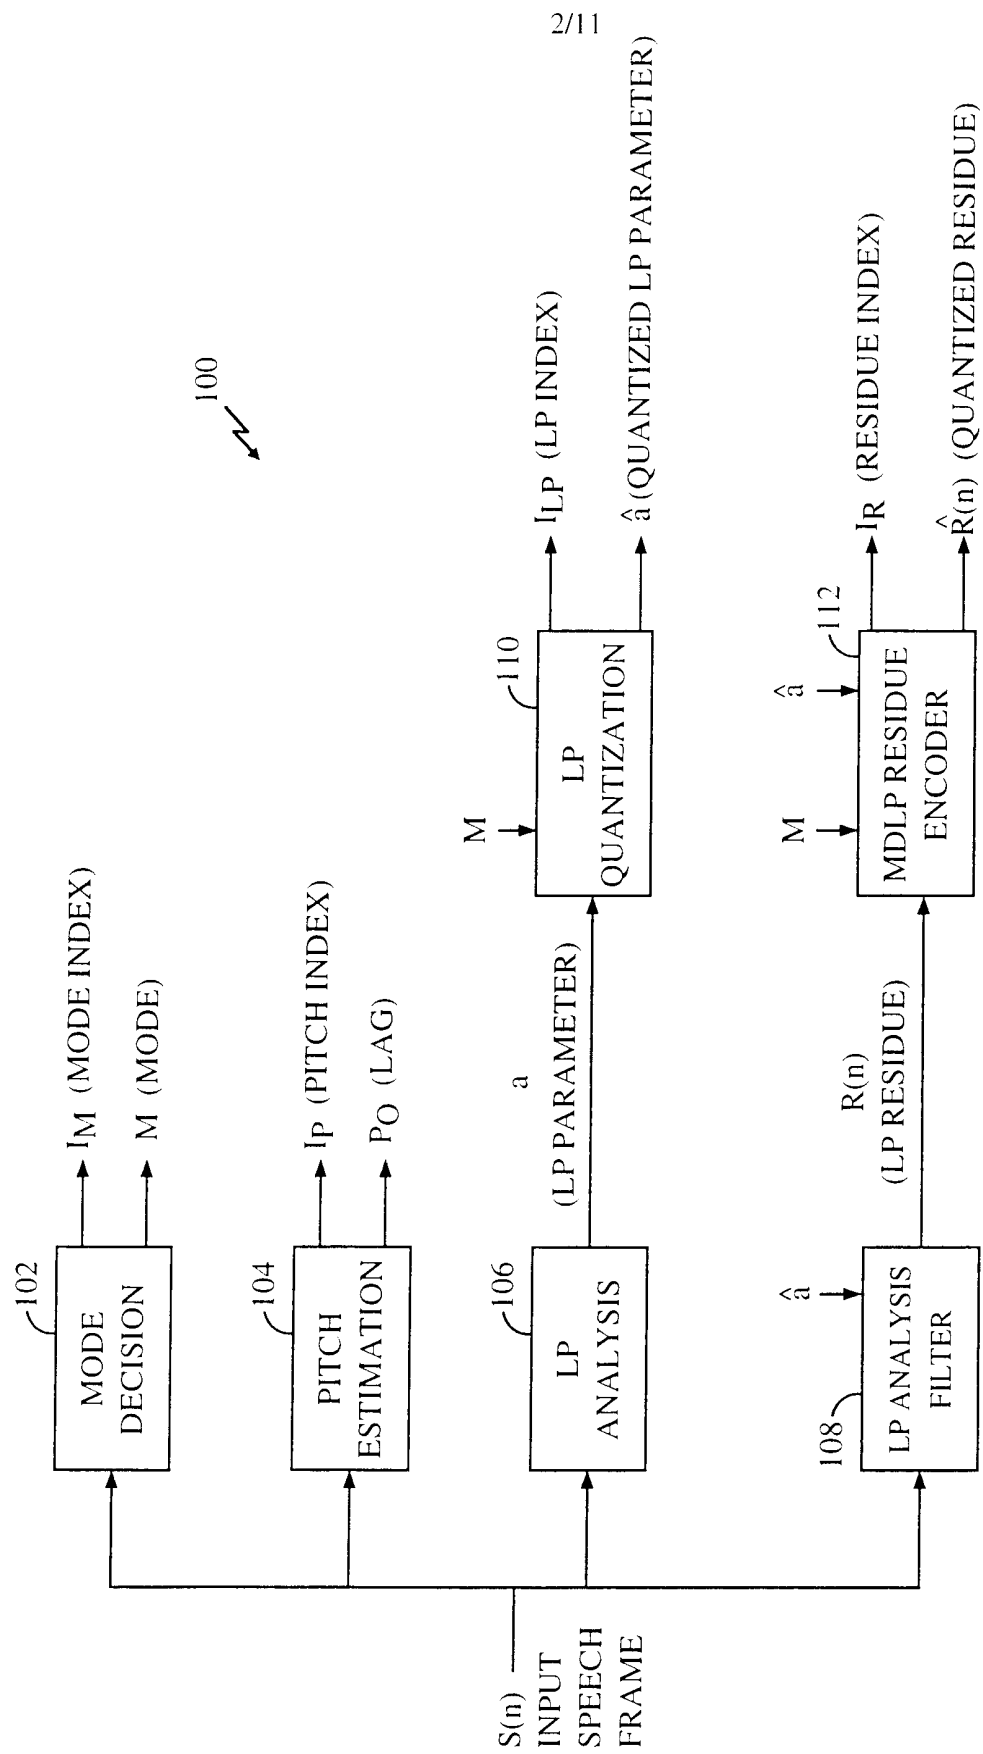 2/11
100
S(n)
INPUT
SPEECH
FRAME
102
MODE
DECISION
I_M (MODE INDEX)
M (MODE)
104
PITCH
ESTIMATION
I_P (PITCH INDEX)
P_O (LAG)
106
LP
ANALYSIS
a
(LP PARAMETER)
M
110
LP
QUANTIZATION
I_LP (LP INDEX)
â (QUANTIZED LP PARAMETER)
108
â
LP ANALYSIS
FILTER
R(n)
(LP RESIDUE)
M
â
112
MDLP RESIDUE
ENCODER
I_R (RESIDUE INDEX)
R̂(n) (QUANTIZED RESIDUE)